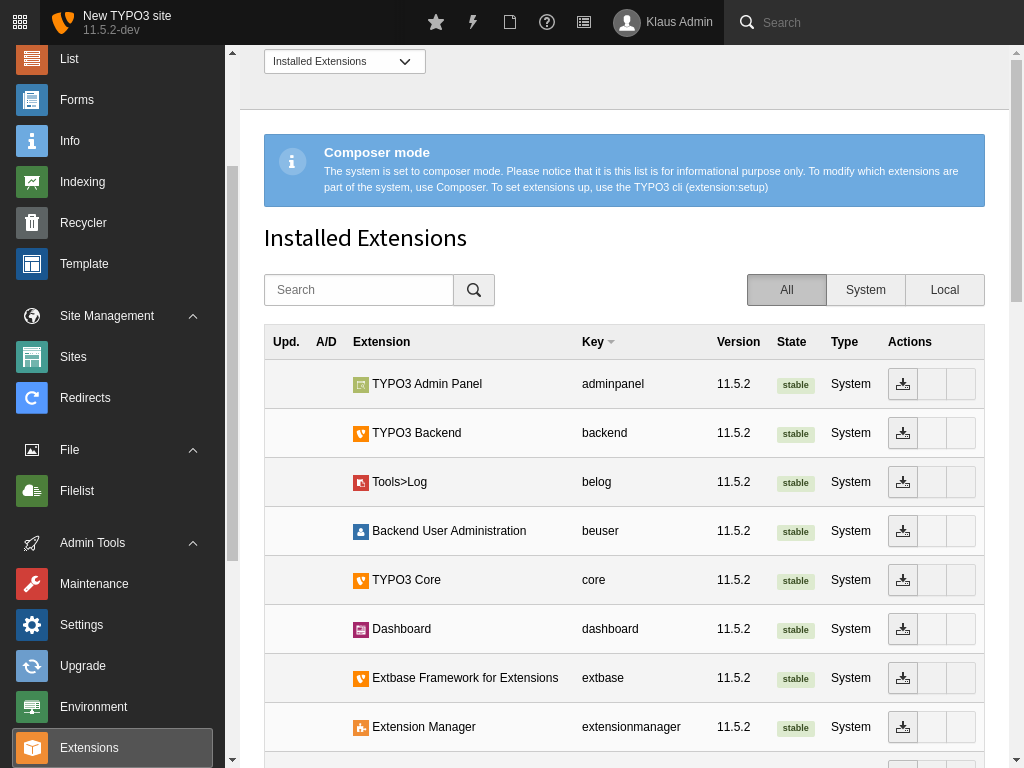 New TYPO3 site
11.5.2-dev
Klaus Admin
Search
List
Forms
Info
Indexing
Recycler
Template
Site Management
Sites
Redirects
File
Filelist
Admin Tools
Maintenance
Settings
Upgrade
Environment
Extensions
Installed Extensions
Composer mode
The system is set to composer mode. Please notice that it is this list is for informational purpose only. To modify which extensions are
part of the system, use Composer. To set extensions up, use the TYPO3 cli (extension:setup)
Installed Extensions
Search
All System Local
Upd. A/D Extension Key Version State Type Actions
TYPO3 Admin Panel adminpanel 11.5.2 stable System
TYPO3 Backend backend 11.5.2 stable System
Tools>Log belog 11.5.2 stable System
Backend User Administration beuser 11.5.2 stable System
TYPO3 Core core 11.5.2 stable System
Dashboard dashboard 11.5.2 stable System
Extbase Framework for Extensions extbase 11.5.2 stable System
Extension Manager extensionmanager 11.5.2 stable System